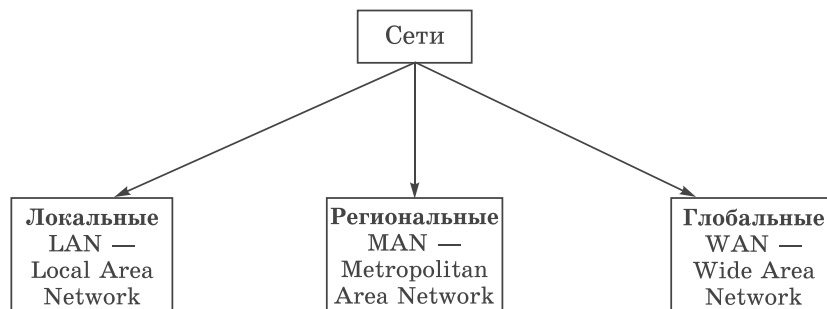 Сети
Локальные
LAN —
Local Area
Network
Региональные
MAN —
Metropolitan
Area Network
Глобальные
WAN —
Wide Area
Network